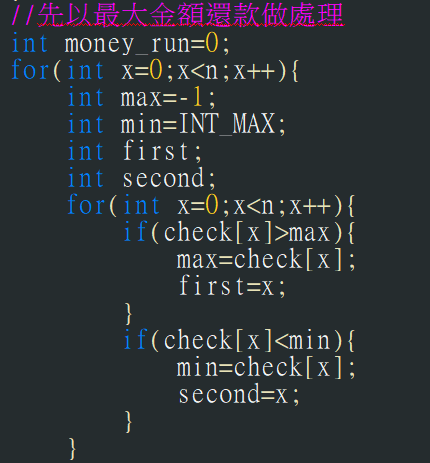 //先以最大金額還款做處理
int money_run=0;
for(int x=0;x<n;x++){
    int max=-1;
    int min=INT_MAX;
    int first;
    int second;
    for(int x=0;x<n;x++){
        if(check[x]>max){
            max=check[x];
            first=x;
        }
        if(check[x]<min){
            min=check[x];
            second=x;
        }
    }